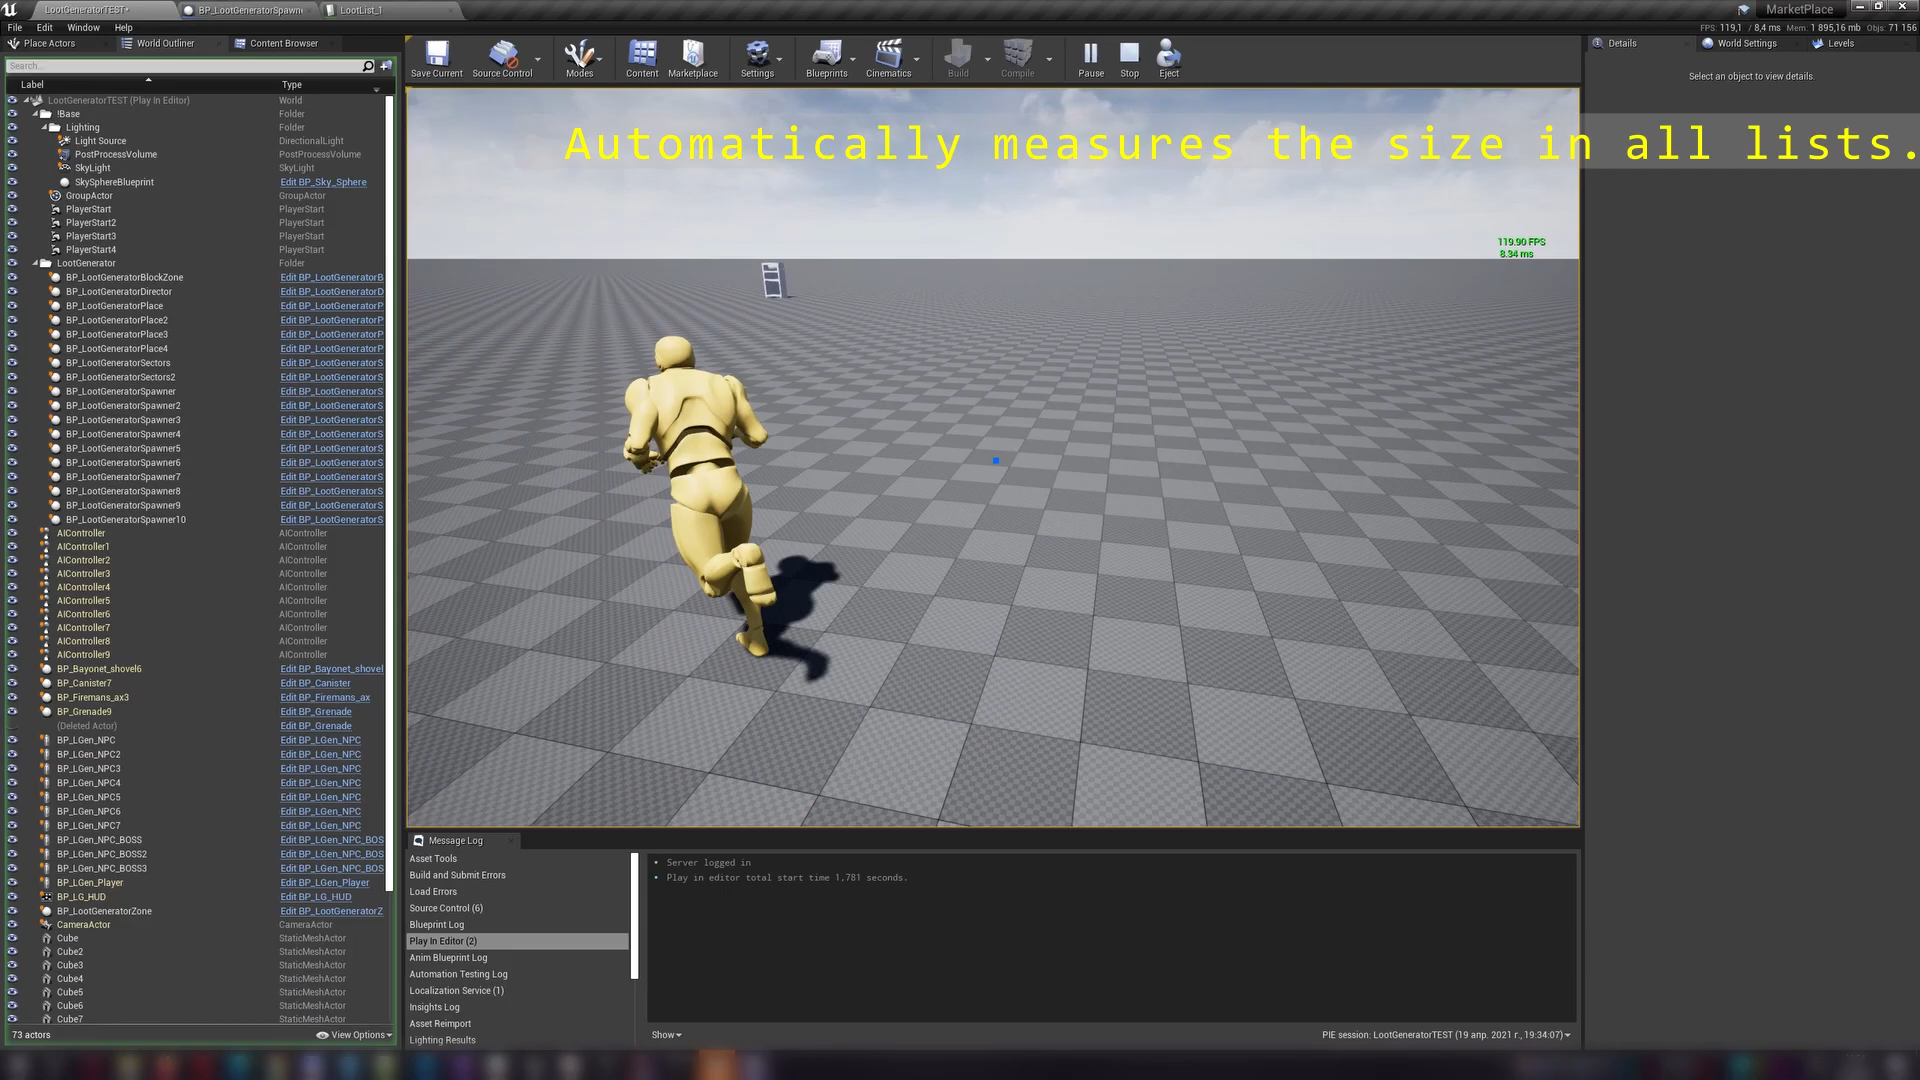 LootGeneratorTEST*
BP_LootGeneratorSpawne
LootList_1
MarketPlace
File Edit Window Help
FPS: 119,1 / 8,4 ms Mem: 1 895,16 mb Objs: 71 156
Place Actors
World Outliner
Content Browser
Details
World Settings
Levels
Search...
Save Current
Source Control
Modes
Content
Marketplace
Settings
Blueprints
Cinematics
Build
Compile
Pause
Stop
Eject
Select an object to view details.
Label Type
Automatically measures the size in all lists.
119.90 FPS
8.34 ms
LootGeneratorTEST (Play In Editor) World
!Base Folder
Lighting Folder
Light Source DirectionalLight
PostProcessVolume PostProcessVolume
SkyLight SkyLight
SkySphereBlueprint Edit BP_Sky_Sphere
GroupActor GroupActor
PlayerStart PlayerStart
PlayerStart2 PlayerStart
PlayerStart3 PlayerStart
PlayerStart4 PlayerStart
LootGenerator Folder
BP_LootGeneratorBlockZone Edit BP_LootGeneratorB
BP_LootGeneratorDirector Edit BP_LootGeneratorD
BP_LootGeneratorPlace Edit BP_LootGeneratorP
BP_LootGeneratorPlace2 Edit BP_LootGeneratorP
BP_LootGeneratorPlace3 Edit BP_LootGeneratorP
BP_LootGeneratorPlace4 Edit BP_LootGeneratorP
BP_LootGeneratorSectors Edit BP_LootGeneratorS
BP_LootGeneratorSectors2 Edit BP_LootGeneratorS
BP_LootGeneratorSpawner Edit BP_LootGeneratorS
BP_LootGeneratorSpawner2 Edit BP_LootGeneratorS
BP_LootGeneratorSpawner3 Edit BP_LootGeneratorS
BP_LootGeneratorSpawner4 Edit BP_LootGeneratorS
BP_LootGeneratorSpawner5 Edit BP_LootGeneratorS
BP_LootGeneratorSpawner6 Edit BP_LootGeneratorS
BP_LootGeneratorSpawner7 Edit BP_LootGeneratorS
BP_LootGeneratorSpawner8 Edit BP_LootGeneratorS
BP_LootGeneratorSpawner9 Edit BP_LootGeneratorS
BP_LootGeneratorSpawner10 Edit BP_LootGeneratorS
AIController AIController
AIController1 AIController
AIController2 AIController
AIController3 AIController
AIController4 AIController
AIController5 AIController
AIController6 AIController
AIController7 AIController
AIController8 AIController
AIController9 AIController
BP_Bayonet_shovel6 Edit BP_Bayonet_shovel
BP_Canister7 Edit BP_Canister
BP_Firemans_ax3 Edit BP_Firemans_ax
BP_Grenade9 Edit BP_Grenade
(Deleted Actor) Edit BP_Grenade
BP_LGen_NPC Edit BP_LGen_NPC
BP_LGen_NPC2 Edit BP_LGen_NPC
BP_LGen_NPC3 Edit BP_LGen_NPC
BP_LGen_NPC4 Edit BP_LGen_NPC
BP_LGen_NPC5 Edit BP_LGen_NPC
BP_LGen_NPC6 Edit BP_LGen_NPC
BP_LGen_NPC7 Edit BP_LGen_NPC
BP_LGen_NPC_BOSS Edit BP_LGen_NPC_BOS
BP_LGen_NPC_BOSS2 Edit BP_LGen_NPC_BOS
BP_LGen_NPC_BOSS3 Edit BP_LGen_NPC_BOS
BP_LGen_Player Edit BP_LGen_Player
BP_LG_HUD Edit BP_LG_HUD
BP_LootGeneratorZone Edit BP_LootGeneratorZ
CameraActor CameraActor
Cube StaticMeshActor
Cube2 StaticMeshActor
Cube3 StaticMeshActor
Cube4 StaticMeshActor
Cube5 StaticMeshActor
Cube6 StaticMeshActor
Cube7 StaticMeshActor
73 actors
View Options
Message Log
Asset Tools
Build and Submit Errors
Load Errors
Source Control (6)
Blueprint Log
Play In Editor (2)
Anim Blueprint Log
Automation Testing Log
Localization Service (1)
Insights Log
Asset Reimport
Lighting Results
• Server logged in
• Play in editor total start time 1,781 seconds.
Show
PIE session: LootGeneratorTEST (19 апр. 2021 г., 19:34:07)